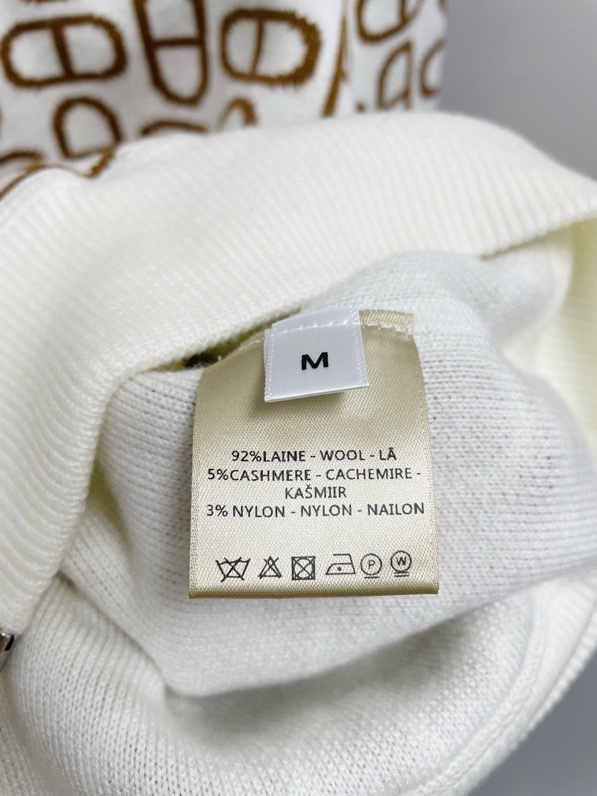 M
92%LAINE - WOOL - LÃ
5%CASHMERE - CACHEMIRE -
KAŠMIIR
3% NYLON - NYLON - NAILON
P W